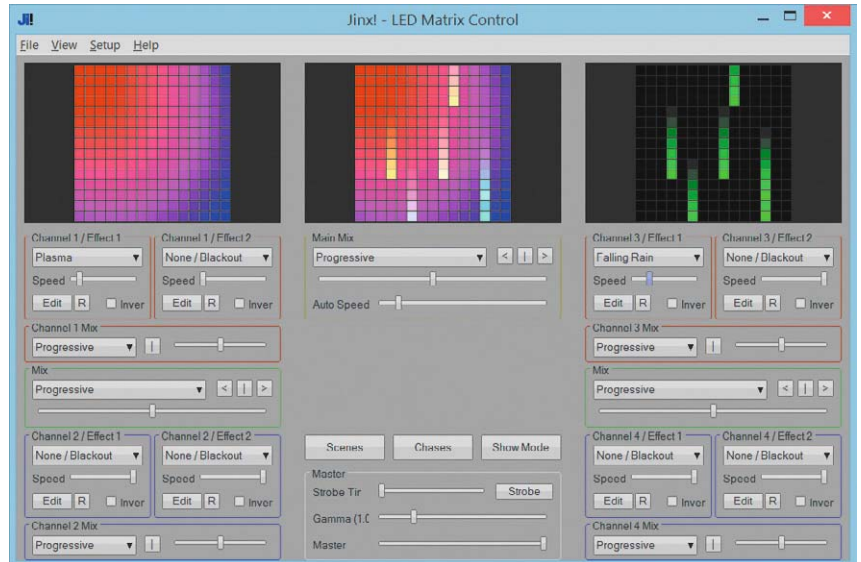 Ji!
Jinx! - LED Matrix Control
File View Setup Help
Channel 1 / Effect 1
Channel 1 / Effect 2
Main Mix
Channel 3 / Effect 1
Channel 3 / Effect 2
Plasma
None / Blackout
Progressive
< | >
Falling Rain
None / Blackout
Speed
Speed
Speed
Speed
Edit R Inver
Edit R Inver
Auto Speed
Edit R Inver
Edit R Inver
Channel 1 Mix
Channel 3 Mix
Progressive |
Progressive |
Mix
Mix
Progressive < | >
Progressive < | >
Channel 2 / Effect 1
Channel 2 / Effect 2
Channel 4 / Effect 1
Channel 4 / Effect 2
None / Blackout
None / Blackout
Scenes
Chases
Show Mode
None / Blackout
None / Blackout
Speed
Speed
Master
Speed
Speed
Edit R Inver
Edit R Inver
Strobe Tir
Strobe
Edit R Inver
Edit R Inver
Gamma (1.0
Channel 2 Mix
Channel 4 Mix
Progressive |
Master
Progressive |